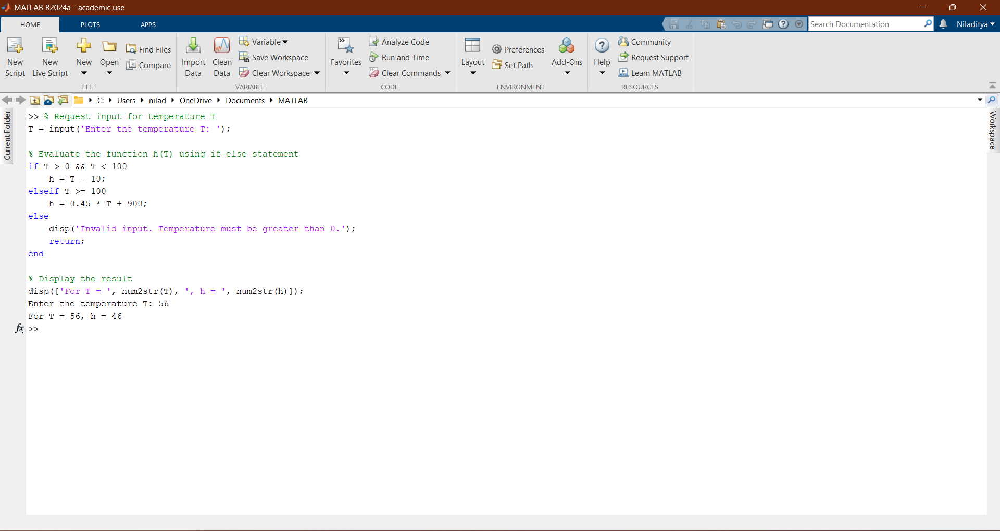 MATLAB R2024a - academic use
HOME PLOTS APPS
Search Documentation
Niladitya
New Script
New Live Script
New
Open
Find Files
Compare
FILE
Import Data
Clean Data
Variable
Save Workspace
Clear Workspace
VARIABLE
Favorites
Analyze Code
Run and Time
Clear Commands
CODE
Layout
Preferences
Set Path
Add-Ons
ENVIRONMENT
Help
Community
Request Support
Learn MATLAB
RESOURCES
C: Users nilad OneDrive Documents MATLAB
Current Folder
Workspace
>> % Request input for temperature T
T = input('Enter the temperature T: ');
% Evaluate the function h(T) using if-else statement
if T > 0 && T < 100
    h = T - 10;
elseif T >= 100
    h = 0.45 * T + 900;
else
    disp('Invalid input. Temperature must be greater than 0.');
    return;
end
% Display the result
disp(['For T = ', num2str(T), ', h = ', num2str(h)]);
Enter the temperature T: 56
For T = 56, h = 46
fx >>